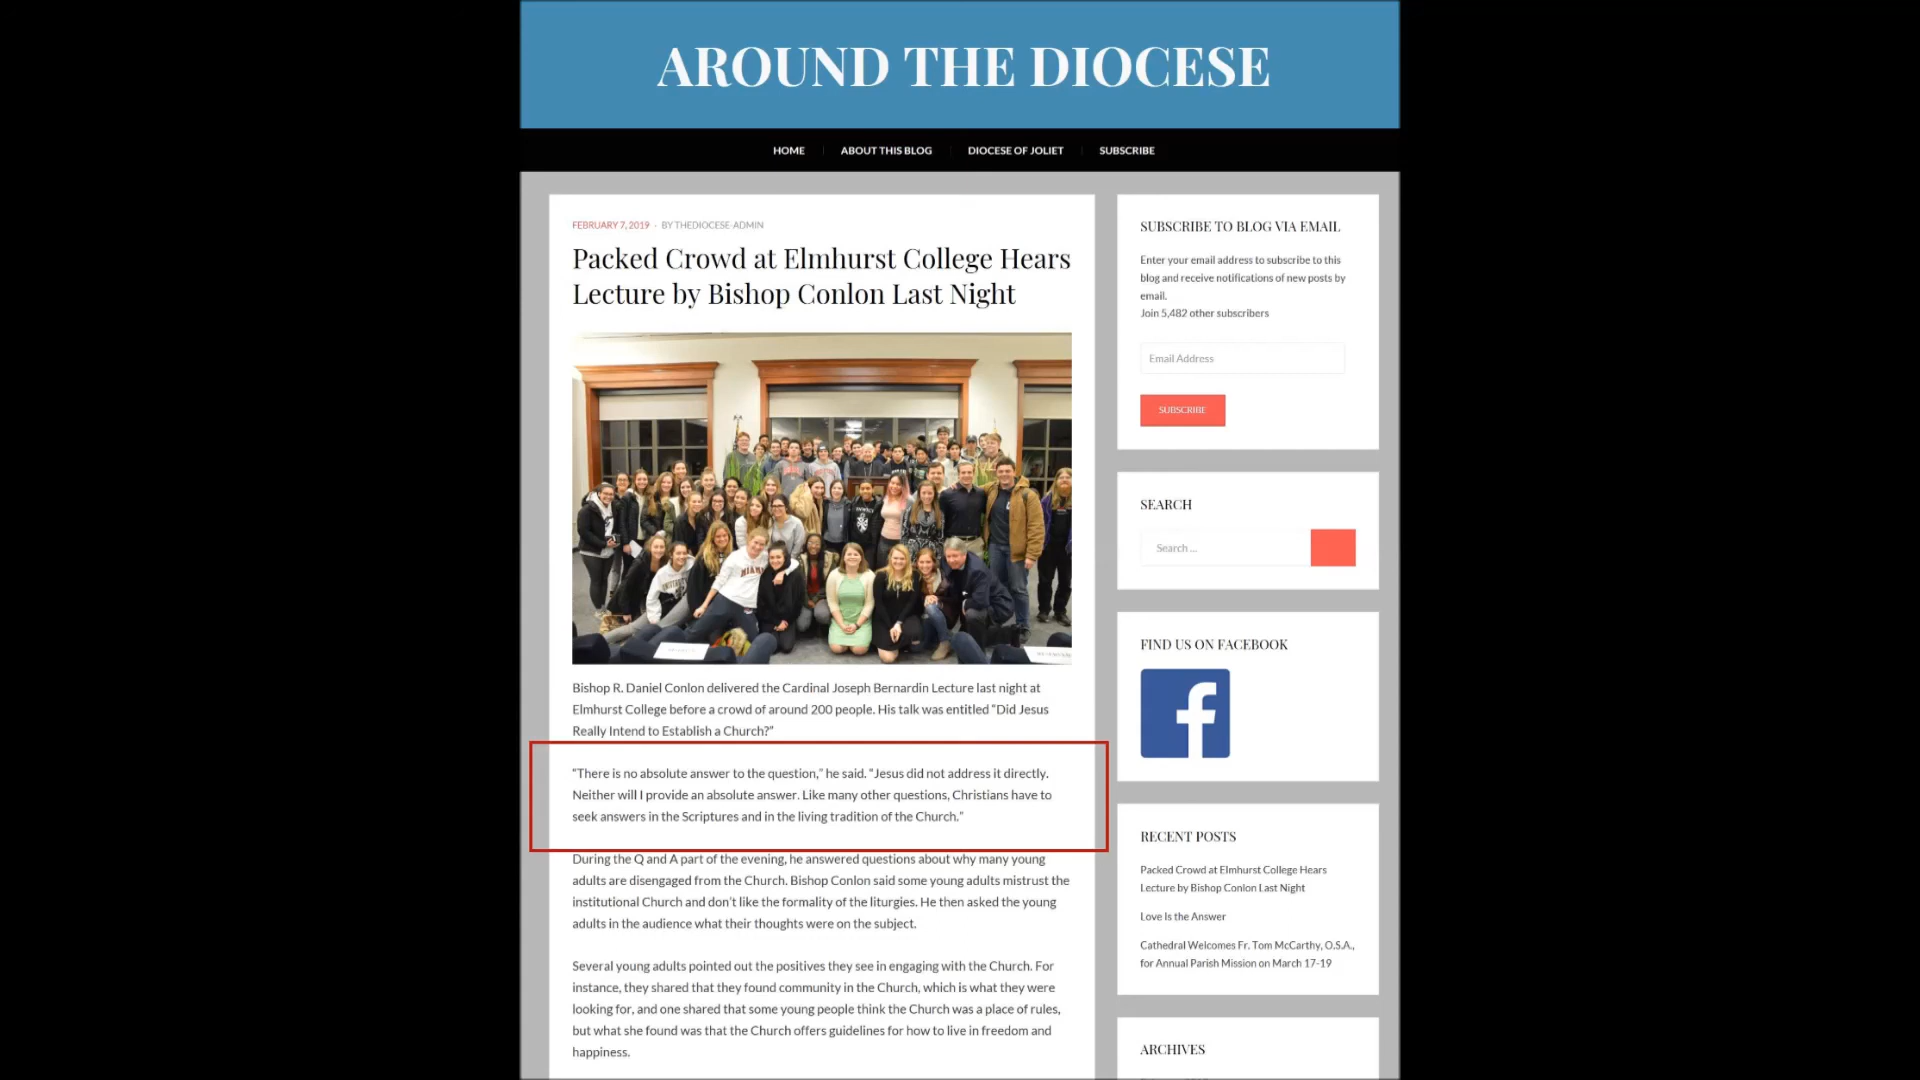 AROUND THE DIOCESE
HOME
ABOUT THIS BLOG
DIOCESE OF JOLIET
SUBSCRIBE
FEBRUARY 7, 2019 · BY THEDIOCESE-ADMIN
Packed Crowd at Elmhurst College Hears
Lecture by Bishop Conlon Last Night
Bishop R. Daniel Conlon delivered the Cardinal Joseph Bernardin Lecture last night at
Elmhurst College before a crowd of around 200 people. His talk was entitled “Did Jesus
Really Intend to Establish a Church?”
“There is no absolute answer to the question,” he said. “Jesus did not address it directly.
Neither will I provide an absolute answer. Like many other questions, Christians have to
seek answers in the Scriptures and in the living tradition of the Church.”
During the Q and A part of the evening, he answered questions about why many young
adults are disengaged from the Church. Bishop Conlon said some young adults mistrust the
institutional Church and don’t like the formality of the liturgies. He then asked the young
adults in the audience what their thoughts were on the subject.
Several young adults pointed out the positives they see in engaging with the Church. For
instance, they shared that they found community in the Church, which is what they were
looking for, and one shared that some young people think the Church was a place of rules,
but what she found was that the Church offers guidelines for how to live in freedom and
happiness.
SUBSCRIBE TO BLOG VIA EMAIL
Enter your email address to subscribe to this
blog and receive notifications of new posts by
email.
Join 5,482 other subscribers
Email Address
SUBSCRIBE
SEARCH
Search …
FIND US ON FACEBOOK
f
RECENT POSTS
Packed Crowd at Elmhurst College Hears
Lecture by Bishop Conlon Last Night
Love Is the Answer
Cathedral Welcomes Fr. Tom McCarthy, O.S.A.,
for Annual Parish Mission on March 17-19
ARCHIVES